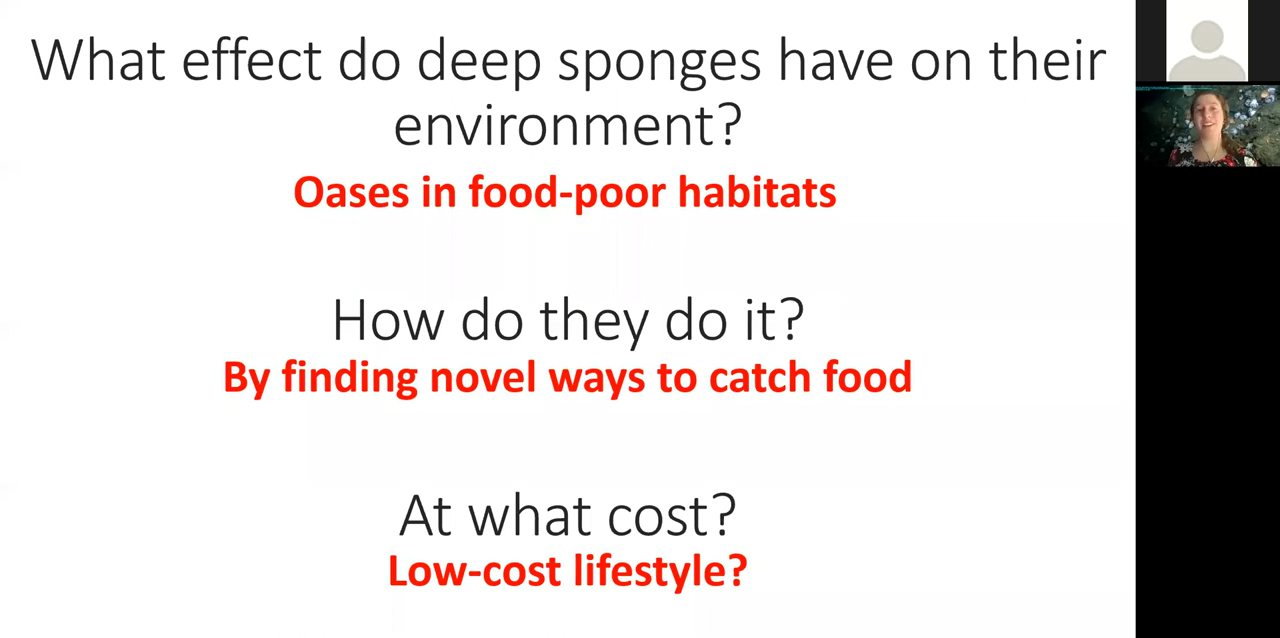 What effect do deep sponges have on their
environment?
Oases in food-poor habitats
How do they do it?
By finding novel ways to catch food
At what cost?
Low-cost lifestyle?